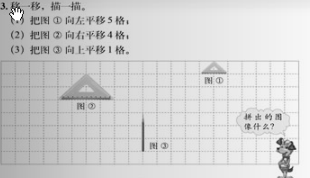 3. 移一移，描一描。
(1) 把图 ① 向左平移 5 格；
(2) 把图 ② 向右平移 4 格；
(3) 把图 ③ 向上平移 1 格。
图 ①
图 ②
拼出的图
像什么？
图 ③